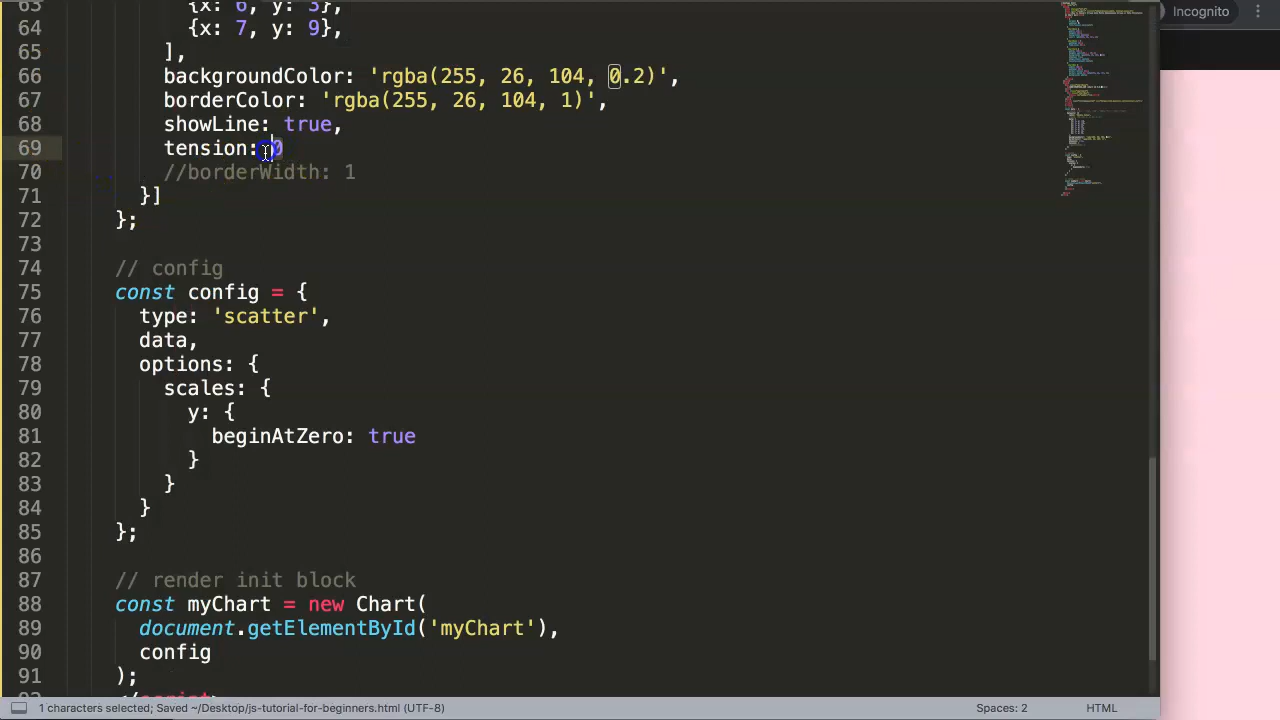 Incognito
63 {x: 6, y: 3},
64 {x: 7, y: 9},
65 ],
66 backgroundColor: 'rgba(255, 26, 104, 0.2)',
67 borderColor: 'rgba(255, 26, 104, 1)',
68 showLine: true,
69 tension: 0
70 //borderWidth: 1
71 }]
72 };
73
74 // config
75 const config = {
76 type: 'scatter',
77 data,
78 options: {
79 scales: {
80 y: {
81 beginAtZero: true
82 }
83 }
84 }
85 };
86
87 // render init block
88 const myChart = new Chart(
89 document.getElementById('myChart'),
90 config
91 );
92 </script>
1 characters selected; Saved ~/Desktop/js-tutorial-for-beginners.html (UTF-8)
Spaces: 2
HTML